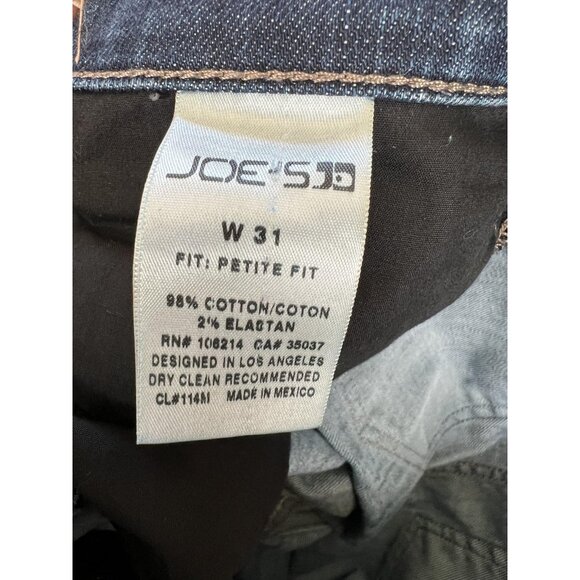 JOE'S
W 31
FIT: PETITE FIT
98% COTTON/COTON
2% ELASTAN
RN# 106214 CA# 35037
DESIGNED IN LOS ANGELES
DRY CLEAN RECOMMENDED
CL#114M MADE IN MEXICO